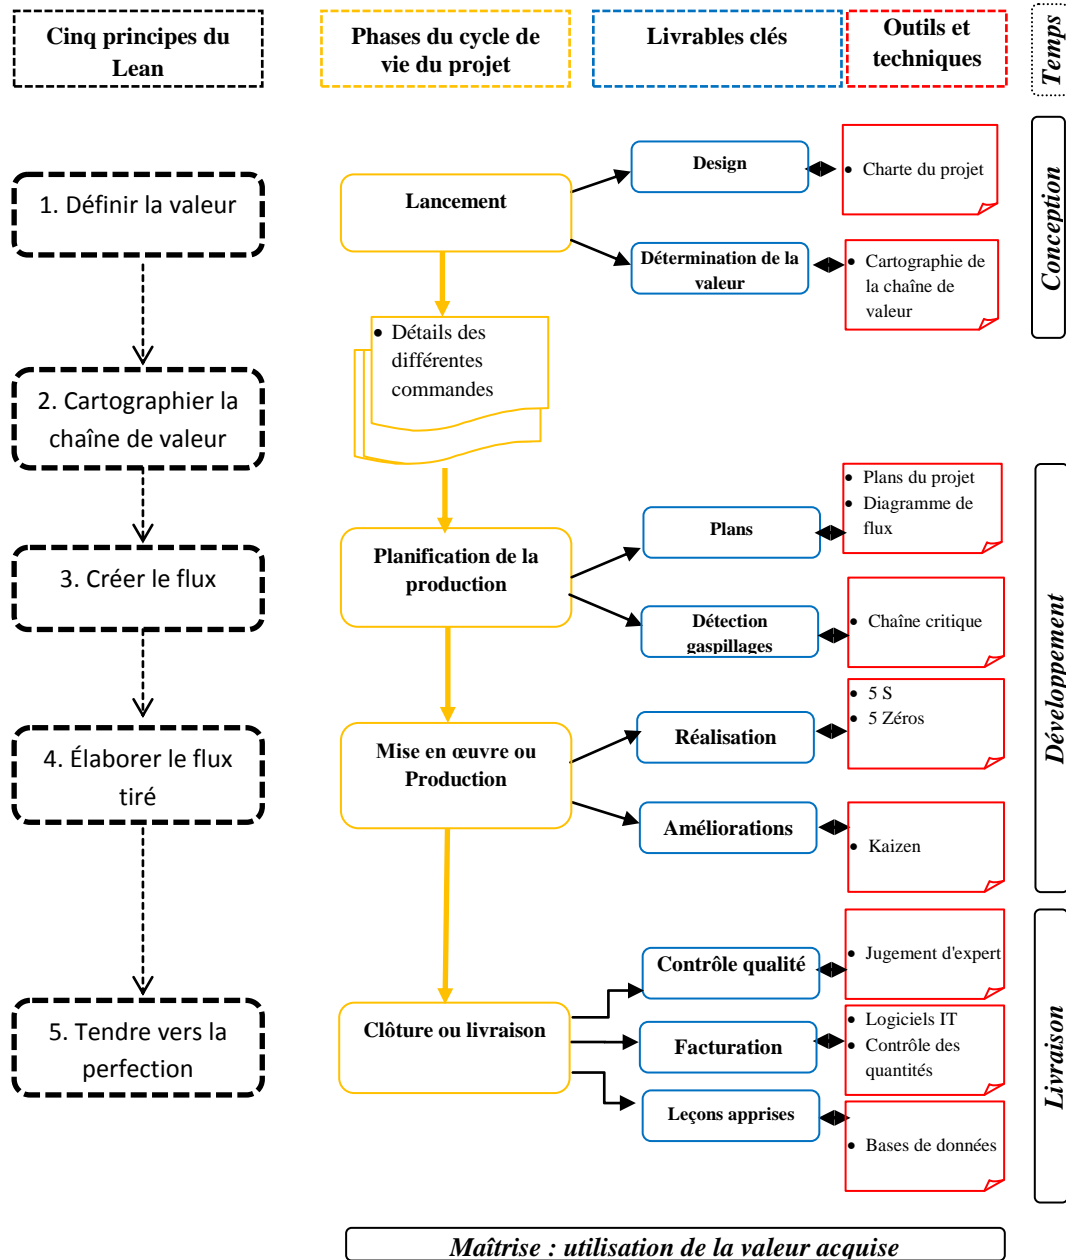 Cinq principes du
Lean
Phases du cycle de
vie du projet
Livrables clés
Outils et
techniques
Temps
1. Définir la valeur
2. Cartographier la
chaîne de valeur
3. Créer le flux
4. Élaborer le flux
tiré
5. Tendre vers la
perfection
Lancement
Design
• Charte du projet
Détermination de la
valeur
• Cartographie de
la chaîne de
valeur
Conception
• Détails des
différentes
commandes
Planification de la
production
Plans
• Plans du projet
• Diagramme de
flux
Détection
gaspillages
• Chaîne critique
Mise en œuvre ou
Production
Réalisation
• 5 S
• 5 Zéros
Améliorations
• Kaizen
Développement
Clôture ou livraison
Contrôle qualité
• Jugement d'expert
Facturation
• Logiciels IT
• Contrôle des
quantités
Leçons apprises
• Bases de données
Livraison
Maîtrise : utilisation de la valeur acquise